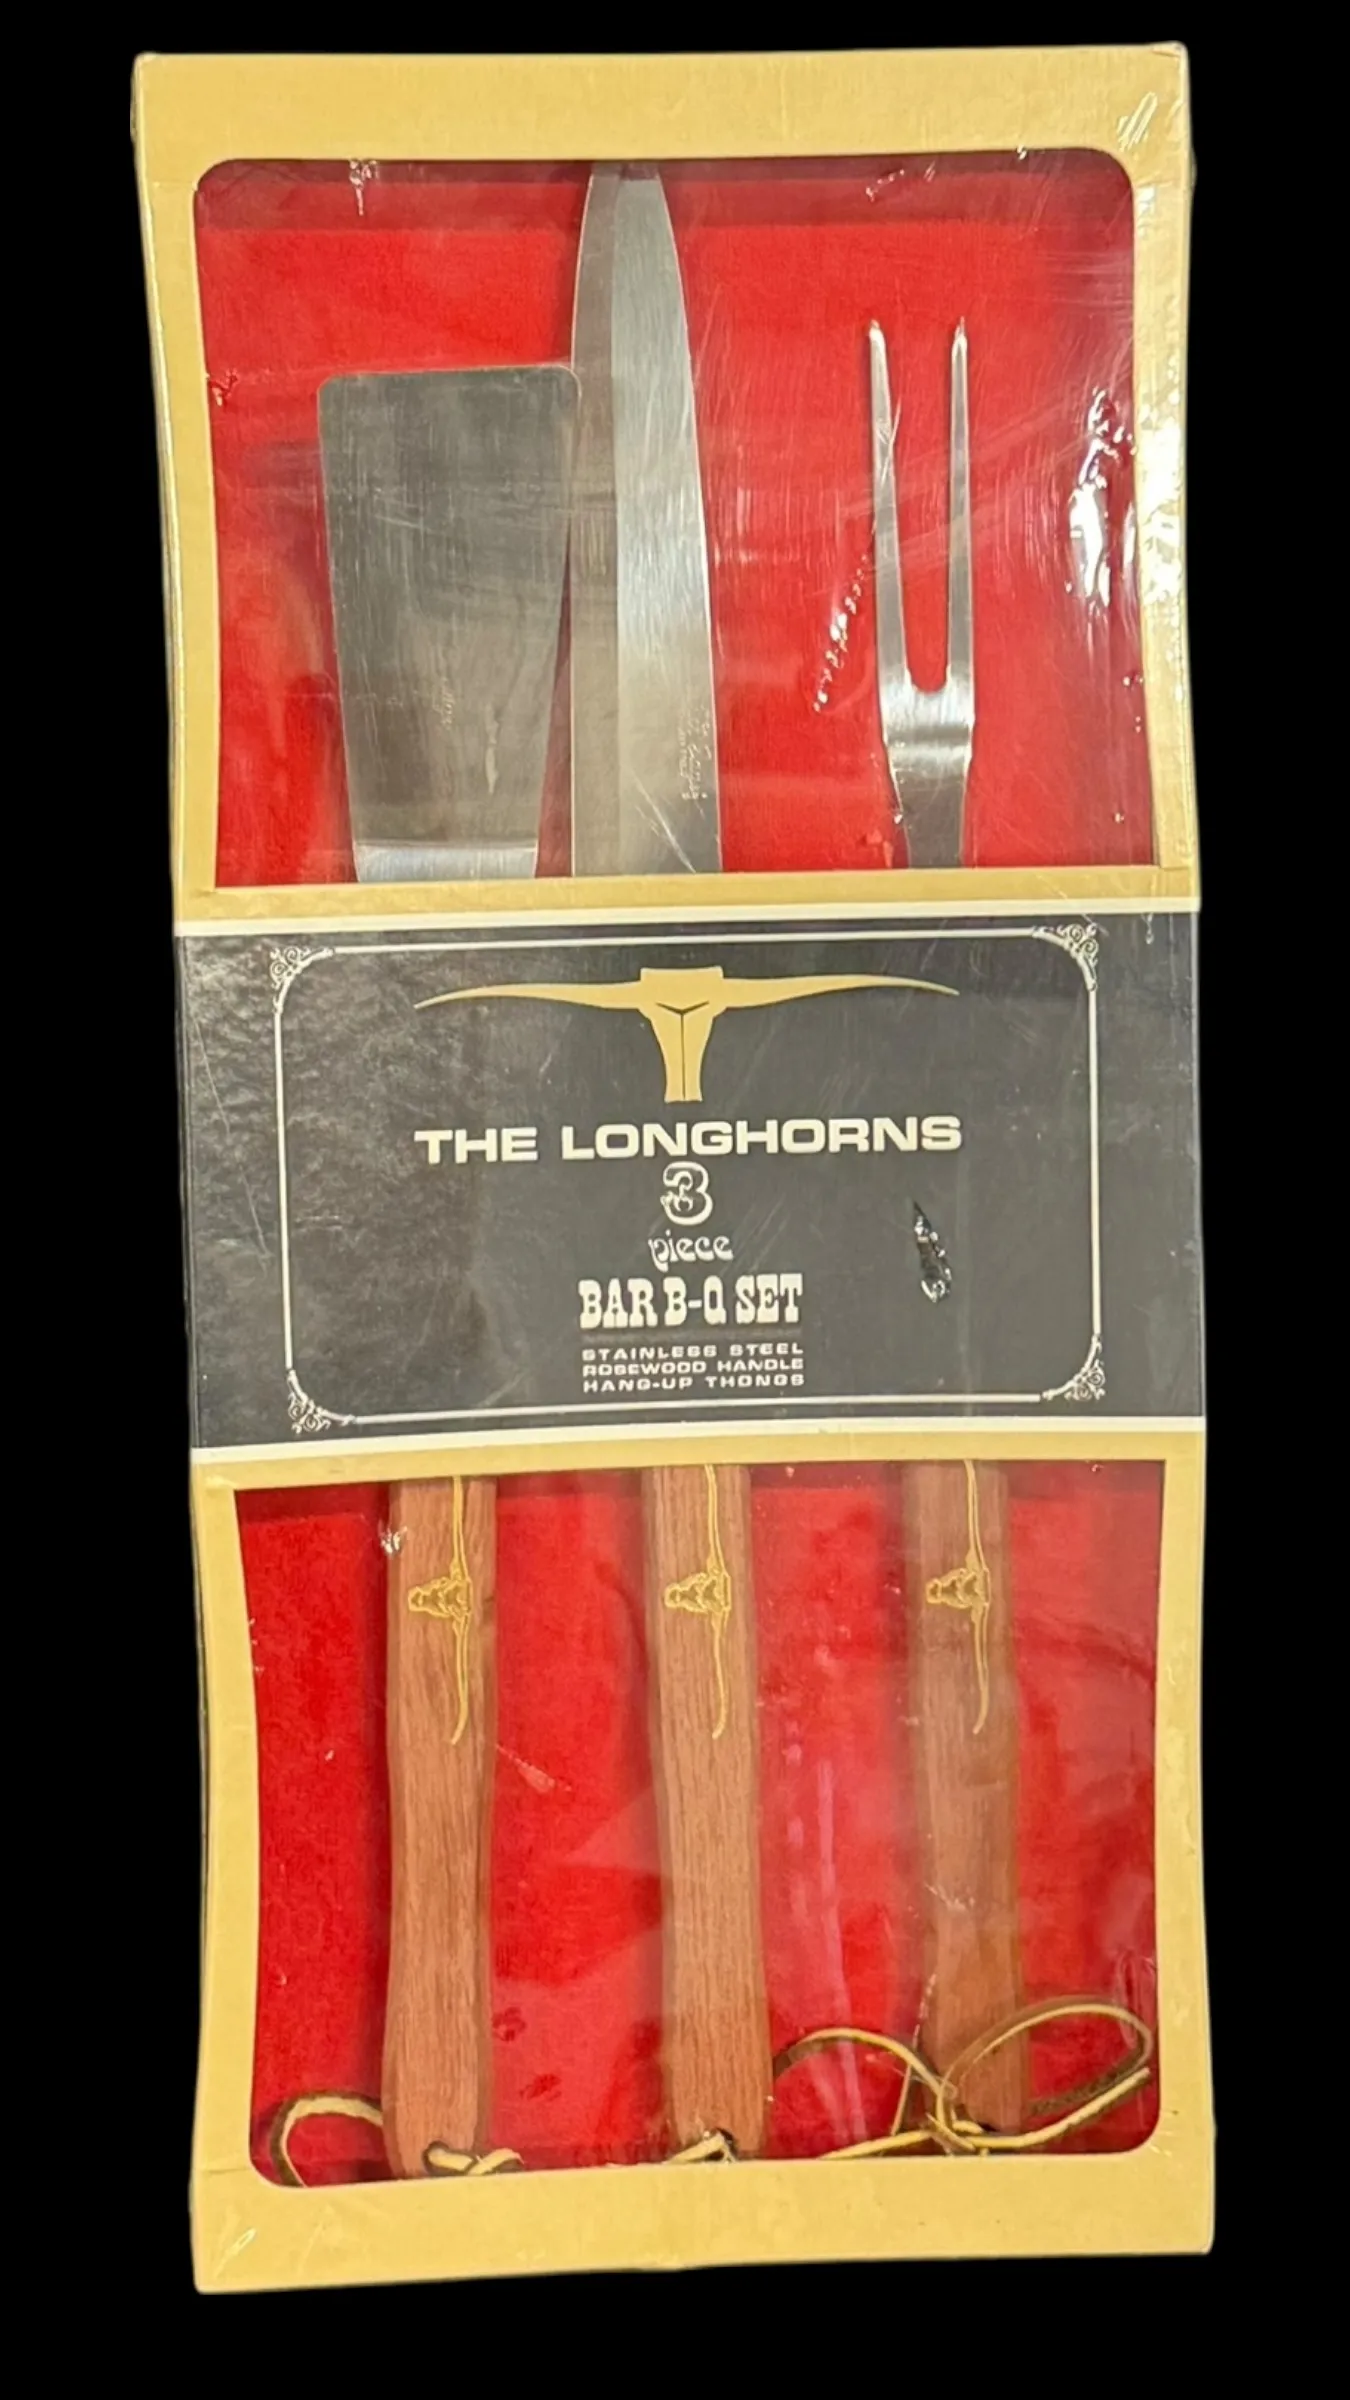 THE LONGHORNS
3
piece
BAR B-Q SET
STAINLESS STEEL
ROSEWOOD HANDLE
HANG-UP THONGS